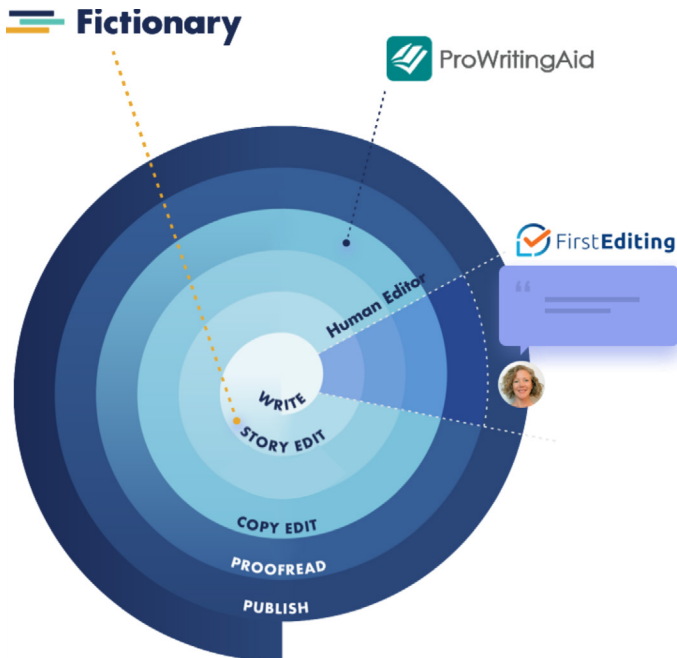 Fictionary
ProWritingAid
FirstEditing
“
Human Editor
WRITE
STORY EDIT
COPY EDIT
PROOFREAD
PUBLISH